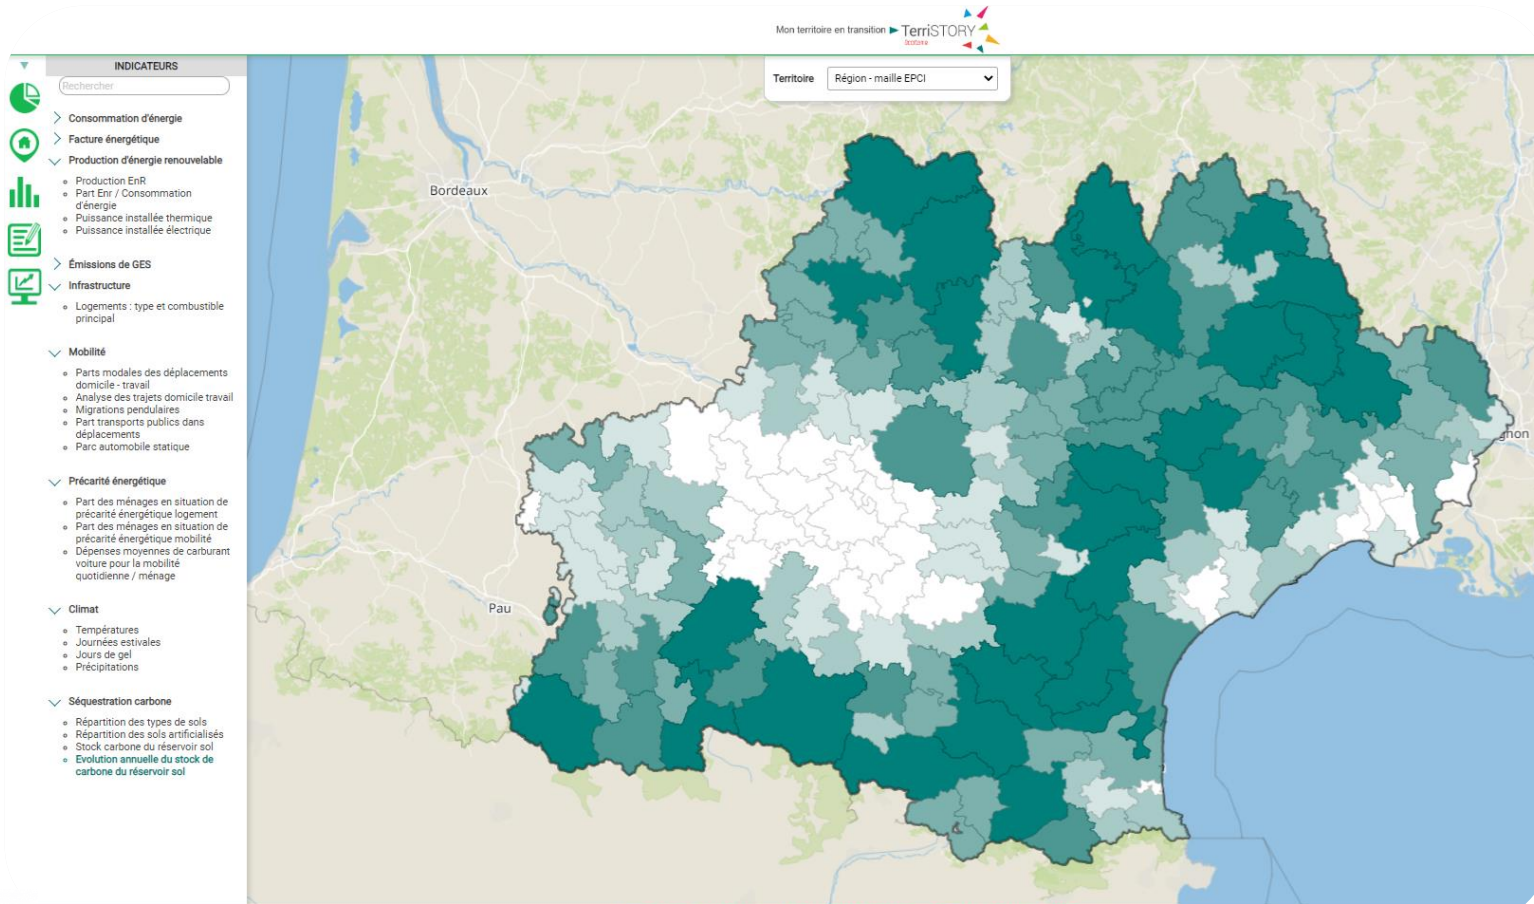 Mon territoire en transition
TerriSTORY
Occitanie
INDICATEURS
Rechercher
Territoire
Région - maille EPCI
Consommation d'énergie
Facture énergétique
Production d'énergie renouvelable
Production EnR
Part Enr / Consommation
d'énergie
Puissance installée thermique
Puissance installée électrique
Émissions de GES
Infrastructure
Logements : type et combustible
principal
Mobilité
Parts modales des déplacements
domicile - travail
Analyse des trajets domicile travail
Migrations pendulaires
Part transports publics dans
déplacements
Parc automobile statique
Précarité énergétique
Part des ménages en situation de
précarité énergétique logement
Part des ménages en situation de
précarité énergétique mobilité
Dépenses moyennes de carburant
voiture pour la mobilité
quotidienne / ménage
Climat
Températures
Journées estivales
Jours de gel
Précipitations
Séquestration carbone
Répartition des types de sols
Répartition des sols artificialisés
Stock carbone du réservoir sol
Evolution annuelle du stock de
carbone du réservoir sol
Bordeaux
Pau
gnon